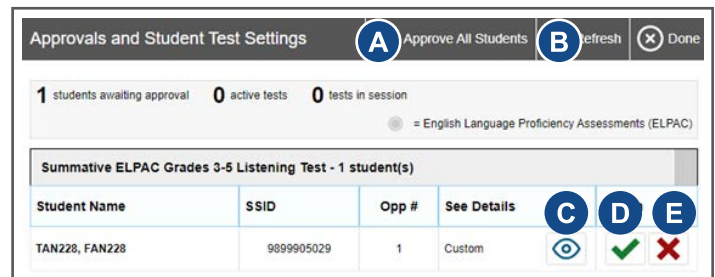 Approvals and Student Test Settings A Approve All Students B efresh Done
1 students awaiting approval 0 active tests 0 tests in session
= English Language Proficiency Assessments (ELPAC)
Summative ELPAC Grades 3-5 Listening Test - 1 student(s)
Student Name SSID Opp # See Details C D E
TAN228, FAN228 9899905029 1 Custom